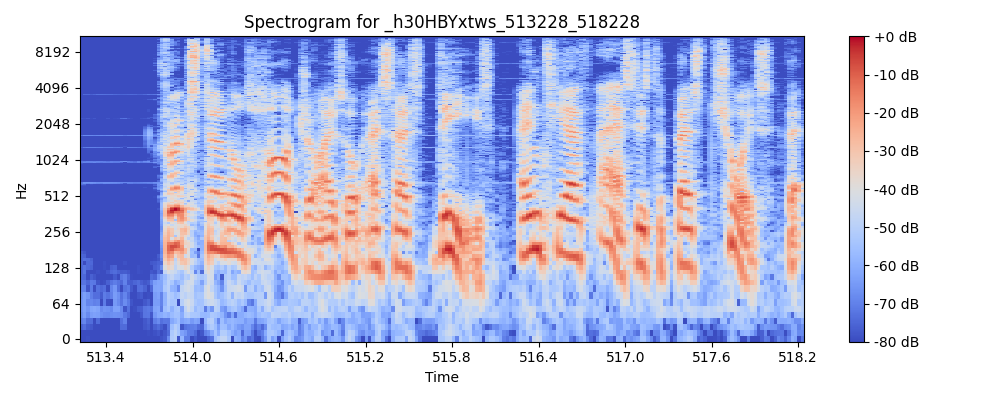 Spectrogram for _h30HBYxtws_513228_518228
8192
4096
2048
1024
512
256
128
64
0
Hz
513.4
514.0
514.6
515.2
515.8
516.4
517.0
517.6
518.2
Time
+0 dB
-10 dB
-20 dB
-30 dB
-40 dB
-50 dB
-60 dB
-70 dB
-80 dB